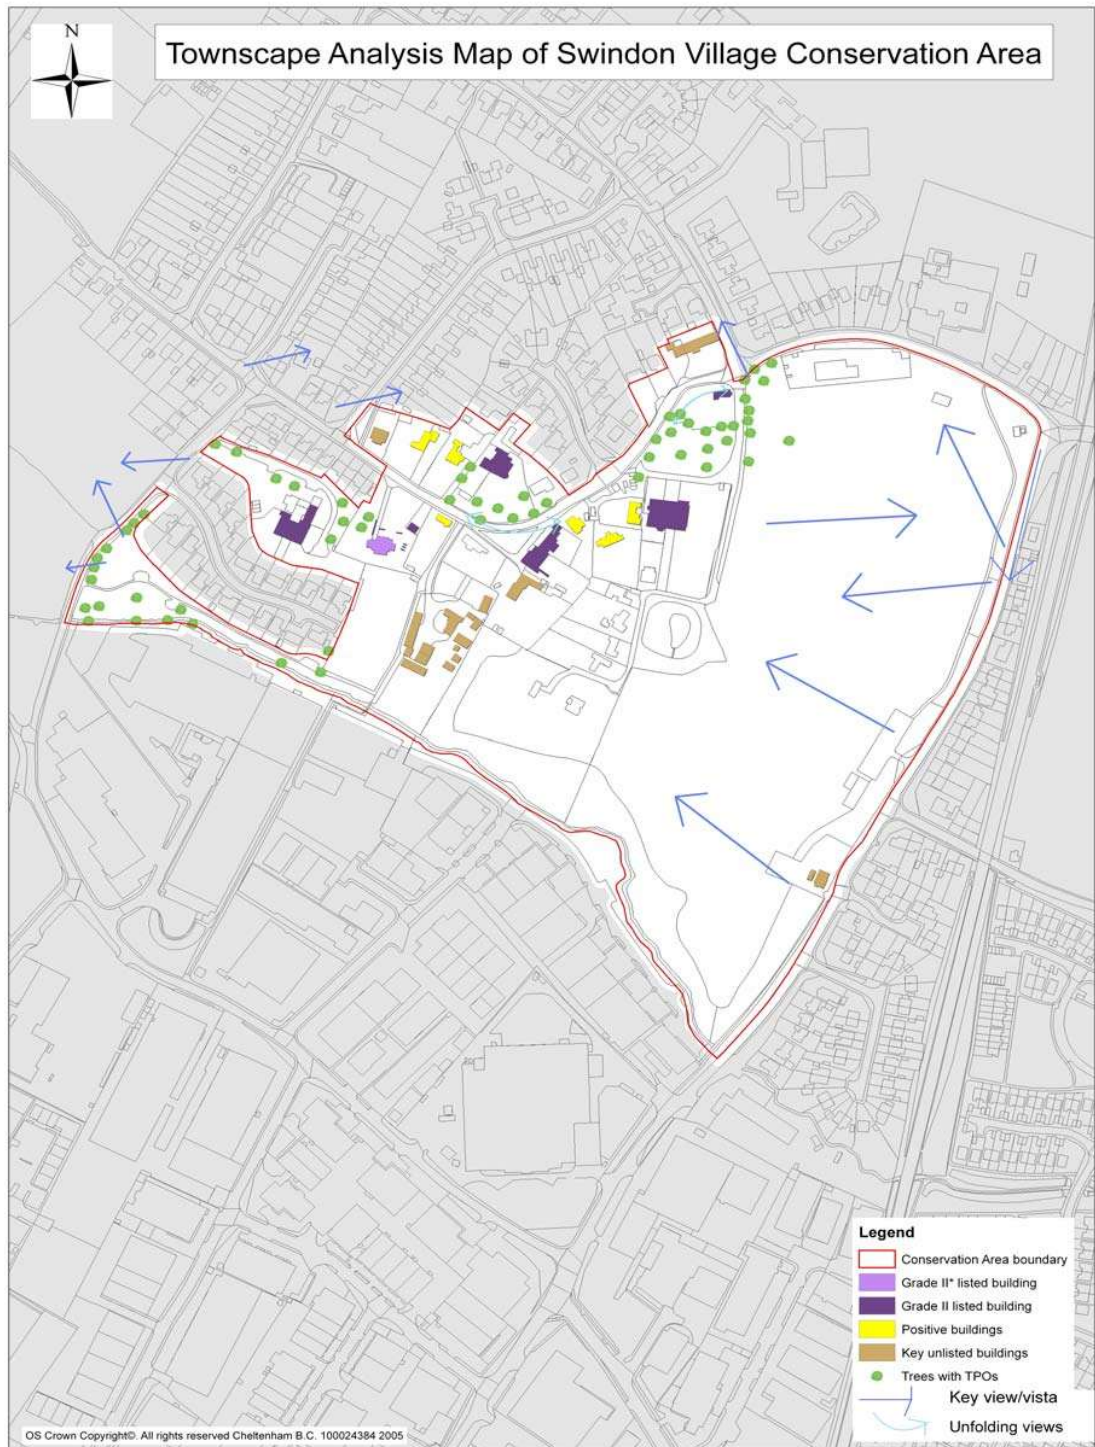 N
Townscape Analysis Map of Swindon Village Conservation Area
Legend
Conservation Area boundary
Grade II* listed building
Grade II listed building
Positive buildings
Key unlisted buildings
Trees with TPOs
Key view/vista
Unfolding views
OS Crown Copyright©. All rights reserved Cheltenham B.C. 100024384 2005